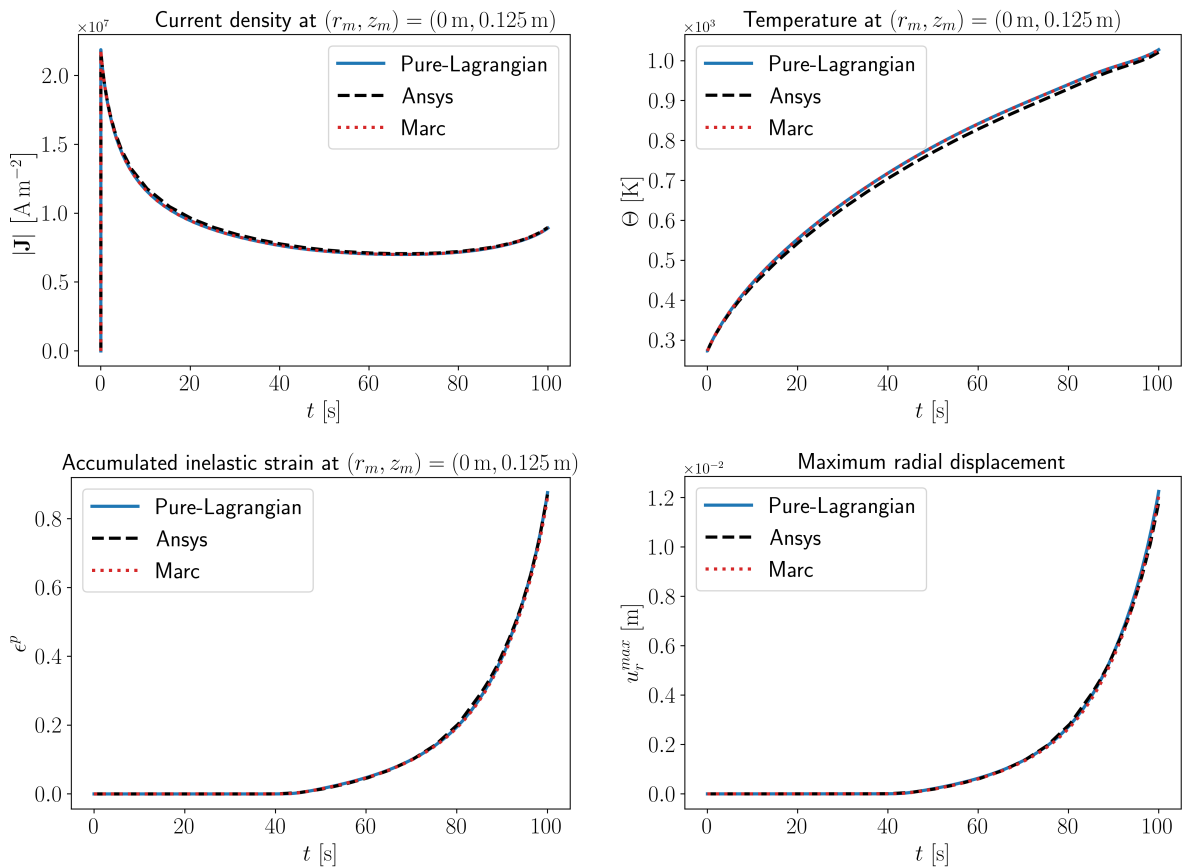 Current density at (r_m, z_m) = (0 m, 0.125 m)
×10⁷
2.0
1.5
1.0
0.5
0.0
|J| [A m⁻²]
Pure-Lagrangian
Ansys
Marc
0 20 40 60 80 100
t [s]
Temperature at (r_m, z_m) = (0 m, 0.125 m)
×10³
1.0
0.9
0.8
0.7
0.6
0.5
0.4
0.3
Θ [K]
Pure-Lagrangian
Ansys
Marc
0 20 40 60 80 100
t [s]
Accumulated inelastic strain at (r_m, z_m) = (0 m, 0.125 m)
0.8
0.6
0.4
0.2
0.0
ϵ^p
Pure-Lagrangian
Ansys
Marc
0 20 40 60 80 100
t [s]
Maximum radial displacement
×10⁻²
1.2
1.0
0.8
0.6
0.4
0.2
0.0
u_r^{max} [m]
Pure-Lagrangian
Ansys
Marc
0 20 40 60 80 100
t [s]